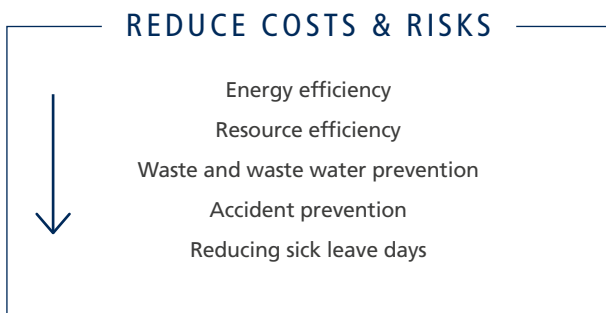 REDUCE COSTS & RISKS
Energy efficiency
Resource efficiency
Waste and waste water prevention
Accident prevention
Reducing sick leave days